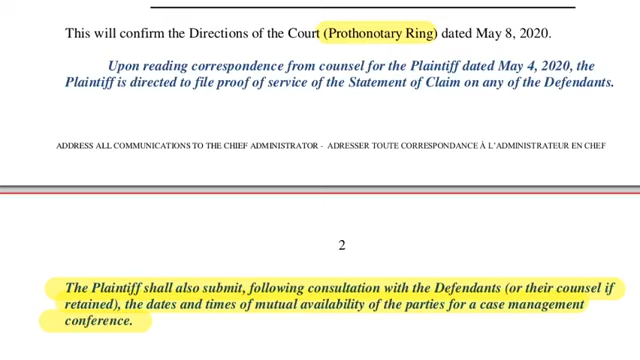 This will confirm the Directions of the Court (Prothonotary Ring) dated May 8, 2020.
Upon reading correspondence from counsel for the Plaintiff dated May 4, 2020, the
Plaintiff is directed to file proof of service of the Statement of Claim on any of the Defendants.
ADDRESS ALL COMMUNICATIONS TO THE CHIEF ADMINISTRATOR - ADRESSER TOUTE CORRESPONDANCE À L'ADMINISTRATEUR EN CHEF
2
The Plaintiff shall also submit, following consultation with the Defendants (or their counsel if
retained), the dates and times of mutual availability of the parties for a case management
conference.